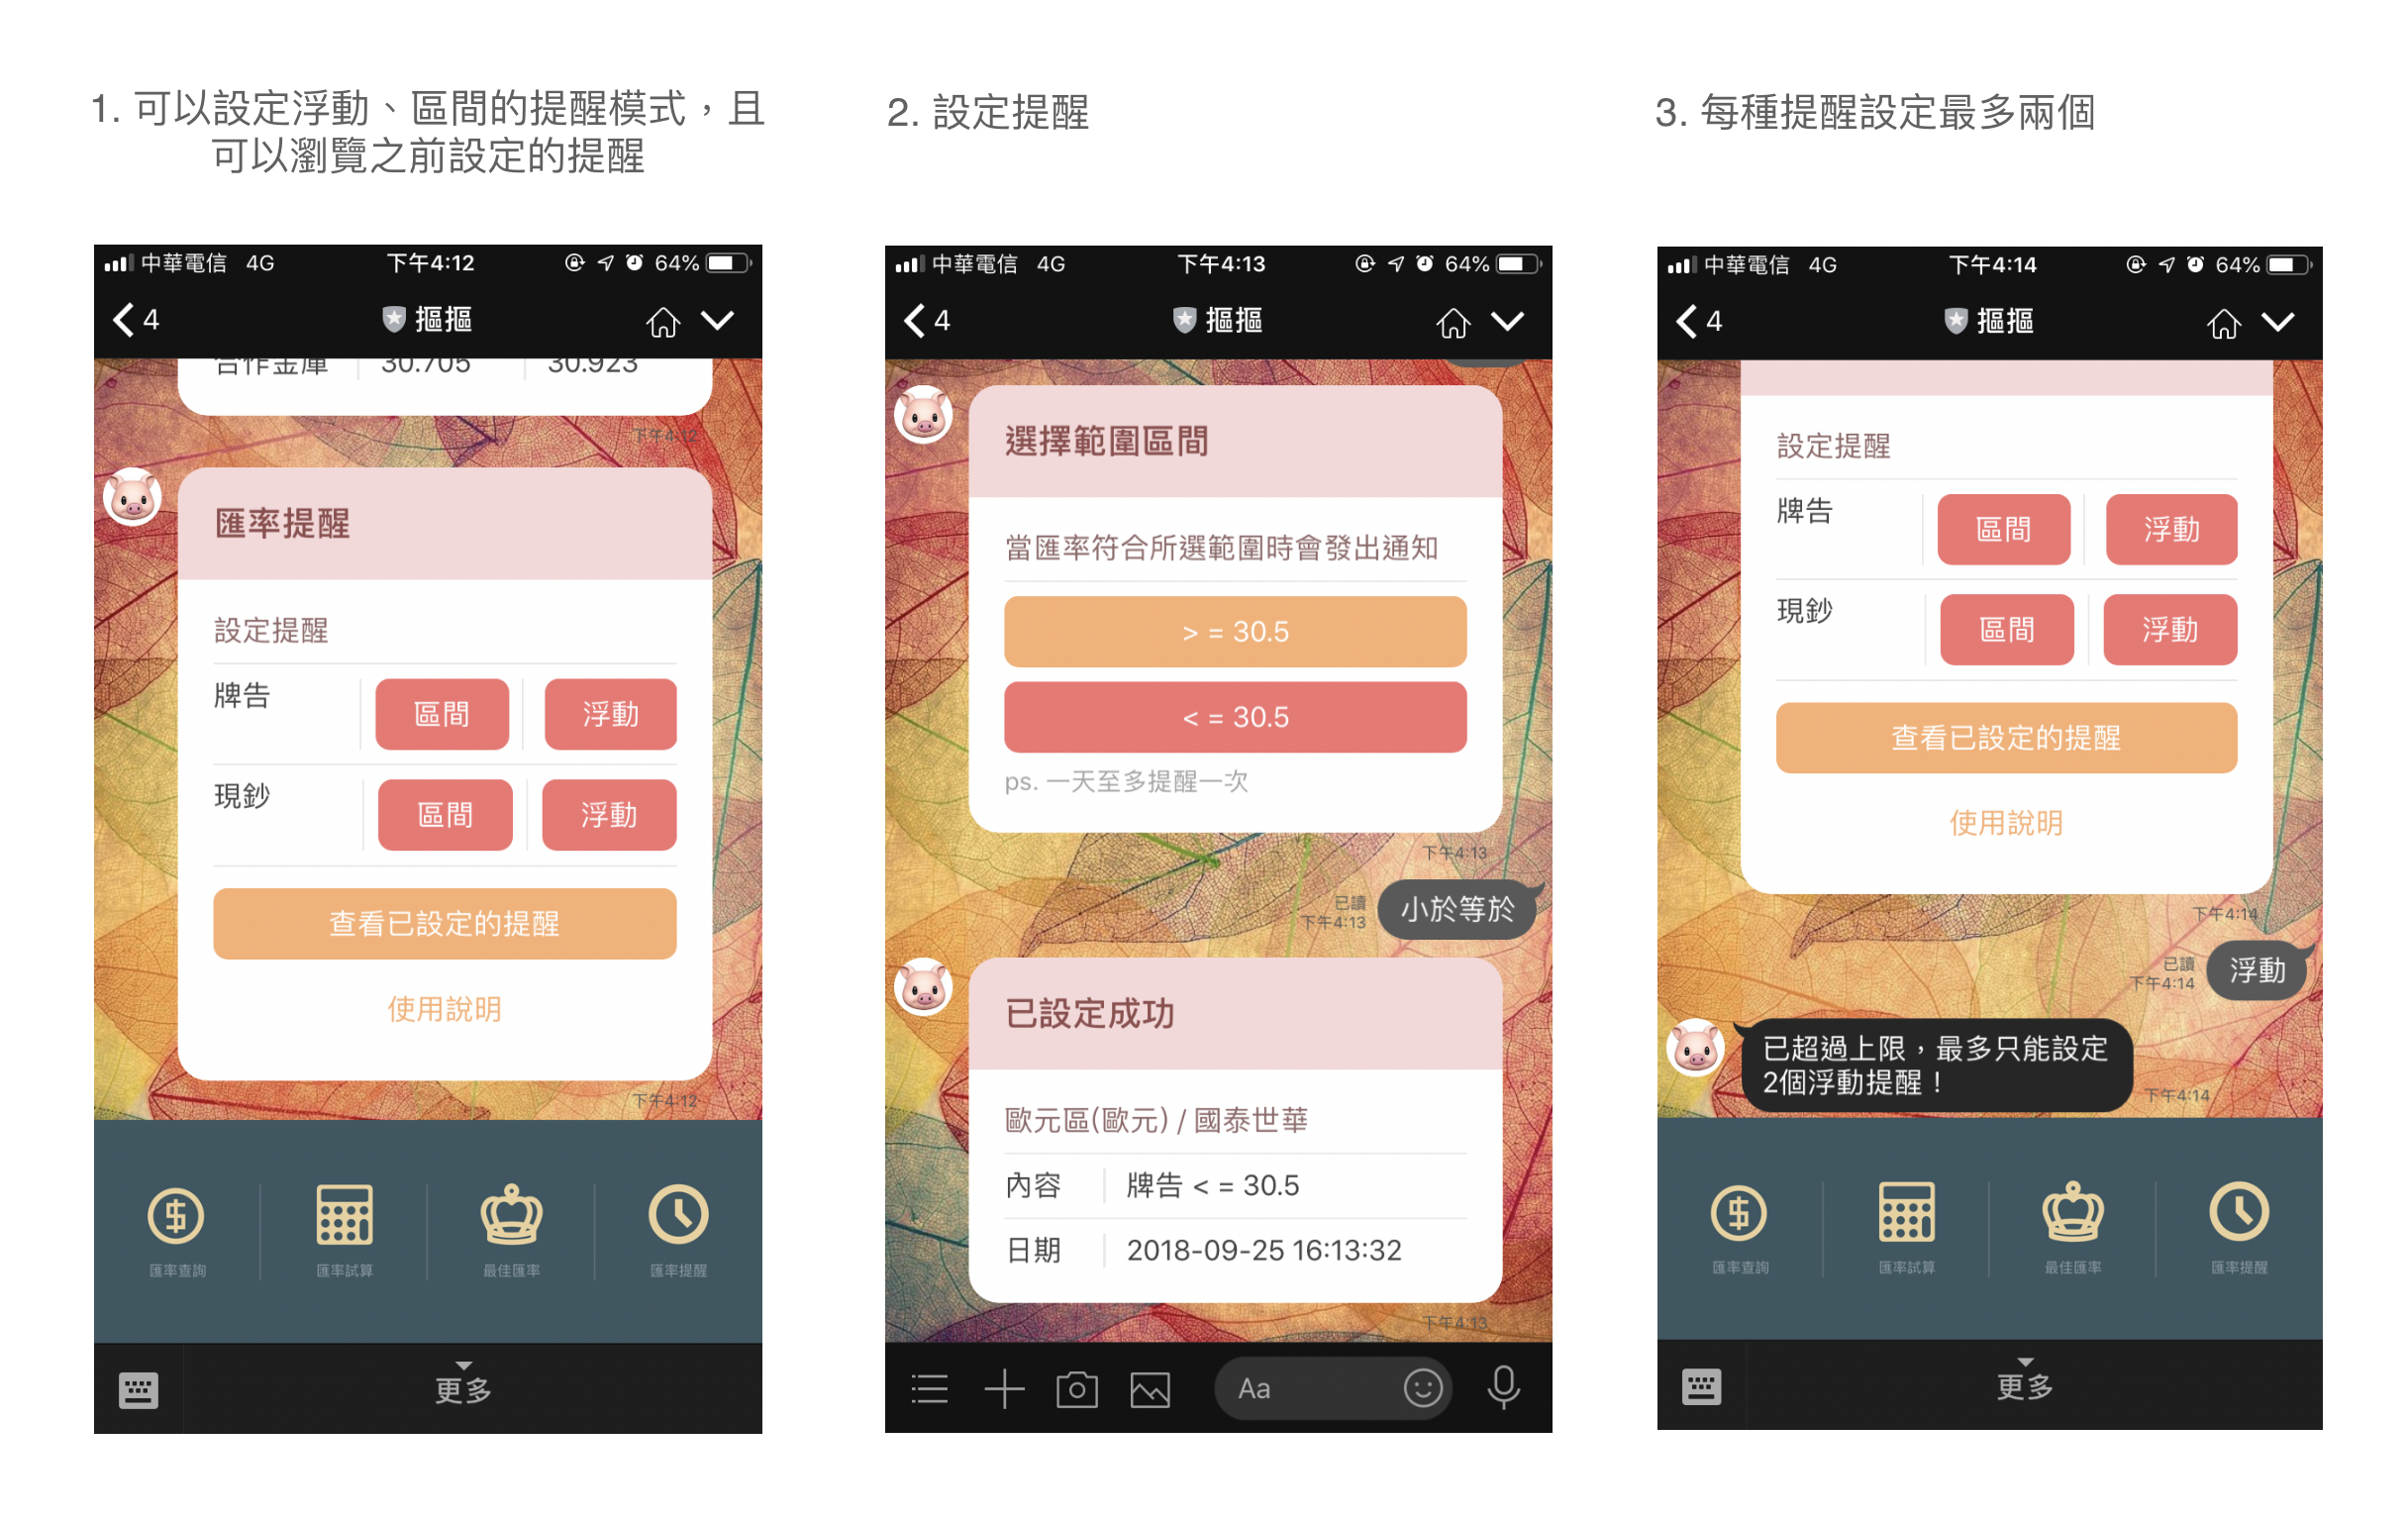 1. 可以設定浮動、區間的提醒模式，且
可以瀏覽之前設定的提醒
2. 設定提醒
3. 每種提醒設定最多兩個
中華電信 4G 下午4:12 64%
4 摳摳
合作金庫 30.705 30.923
下午4:12
匯率提醒
設定提醒
牌告 區間 浮動
現鈔 區間 浮動
查看已設定的提醒
使用說明
下午4:12
匯率查詢 匯率試算 最佳匯率 匯率提醒
更多
中華電信 4G 下午4:13 64%
4 摳摳
選擇範圍區間
當匯率符合所選範圍時會發出通知
> = 30.5
< = 30.5
ps. 一天至多提醒一次
下午4:13
已讀
下午4:13
小於等於
已設定成功
歐元區(歐元) / 國泰世華
內容 牌告 < = 30.5
日期 2018-09-25 16:13:32
下午4:13
Aa
中華電信 4G 下午4:14 64%
4 摳摳
設定提醒
牌告 區間 浮動
現鈔 區間 浮動
查看已設定的提醒
使用說明
下午4:14
已讀
下午4:14
浮動
已超過上限，最多只能設定
2個浮動提醒！
下午4:14
匯率查詢 匯率試算 最佳匯率 匯率提醒
更多